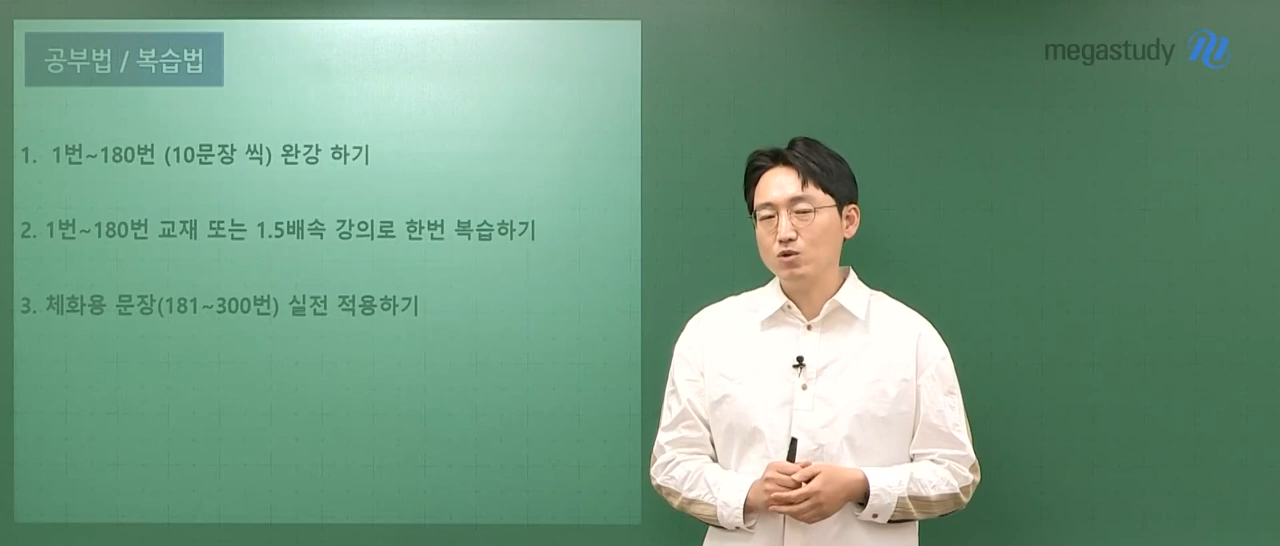 공부법 / 복습법
megastudy
1. 1번~180번 (10문장 씩) 완강 하기
2. 1번~180번 교재 또는 1.5배속 강의로 한번 복습하기
3. 체화용 문장(181~300번) 실전 적용하기